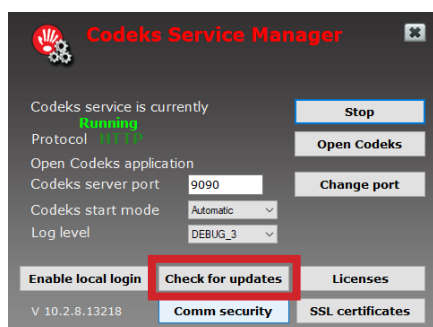 Codeks Service Manager
Codeks service is currently
Running
Stop
Protocol HTTP
Open Codeks
Open Codeks application
Codeks server port 9090
Change port
Codeks start mode Automatic
Log level DEBUG_3
Enable local login Check for updates Licenses
V 10.2.8.13218 Comm security SSL certificates